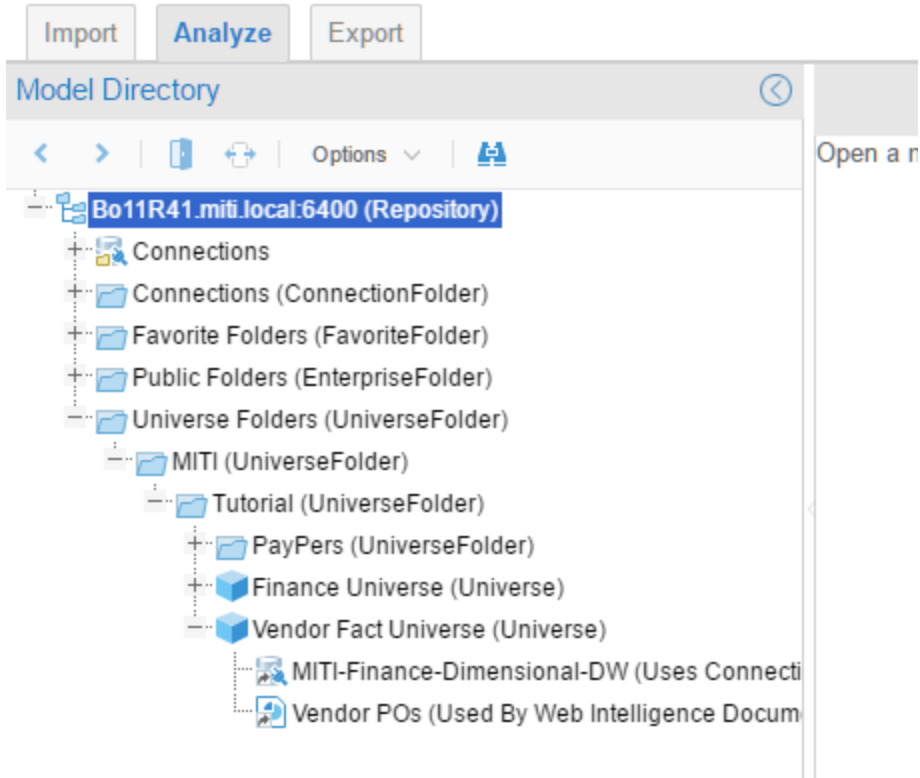 Import Analyze Export
Model Directory
Options
Open a n
Bo11R41.miti.local:6400 (Repository)
Connections
Connections (ConnectionFolder)
Favorite Folders (FavoriteFolder)
Public Folders (EnterpriseFolder)
Universe Folders (UniverseFolder)
MITI (UniverseFolder)
Tutorial (UniverseFolder)
PayPers (UniverseFolder)
Finance Universe (Universe)
Vendor Fact Universe (Universe)
MITI-Finance-Dimensional-DW (Uses Connecti
Vendor POs (Used By Web Intelligence Docum